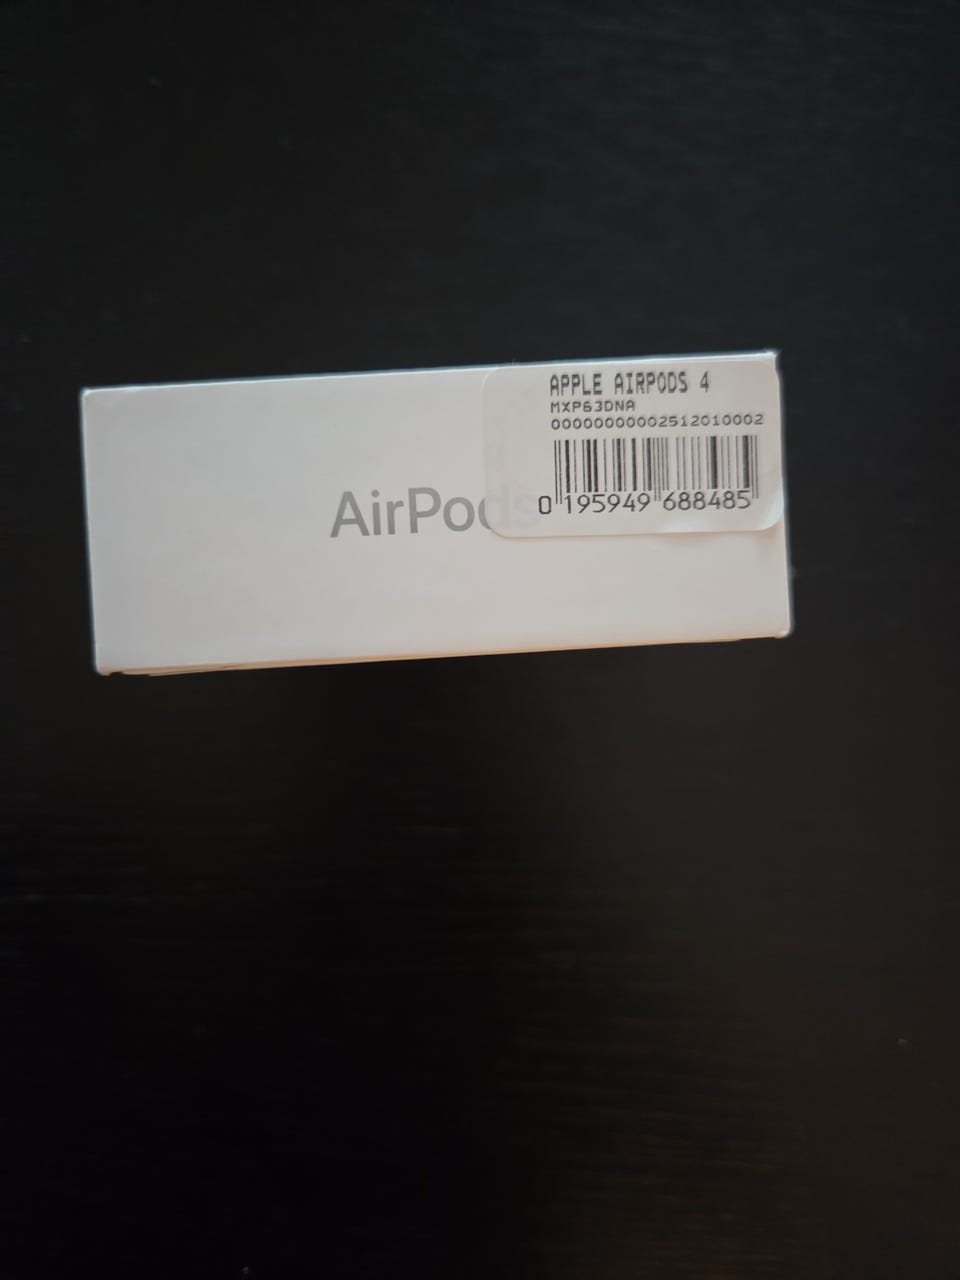 APPLE AIRPODS 4
MXP63DNA
00000000002512010002
0 195949 688485
AirPods